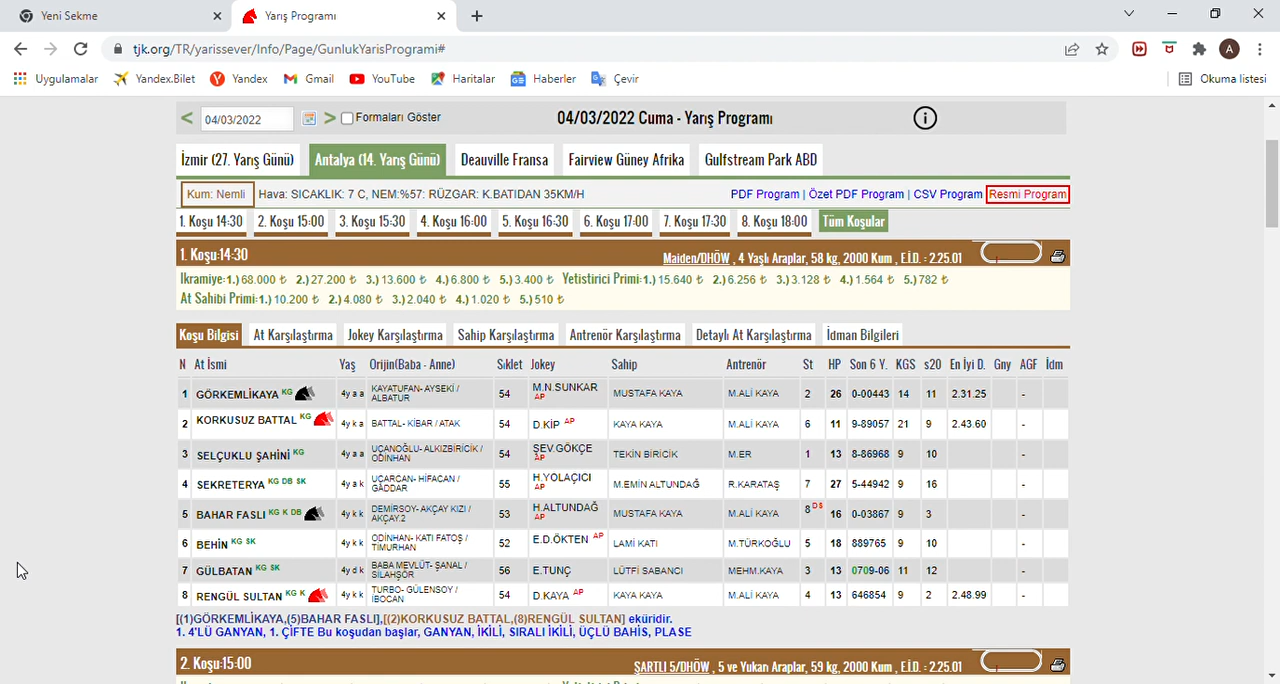 Yeni Sekme
Yarış Programı
tjk.org/TR/yarissever/Info/Page/GunlukYarisProgrami#
A
Uygulamalar Yandex.Bilet Yandex Gmail YouTube Haritalar Haberler Çevir Okuma listesi
< 04/03/2022 > Formaları Göster 04/03/2022 Cuma - Yarış Programı
İzmir (27. Yarış Günü) Antalya (14. Yarış Günü) Deauville Fransa Fairview Güney Afrika Gulfstream Park ABD
Kum: Nemli Hava: SICAKLIK: 7 C, NEM:%57: RÜZGAR: K.BATIDAN 35KM/H PDF Program | Özet PDF Program | CSV Program Resmi Program
1. Koşu 14:30 2. Koşu 15:00 3. Koşu 15:30 4. Koşu 16:00 5. Koşu 16:30 6. Koşu 17:00 7. Koşu 17:30 8. Koşu 18:00 Tüm Koşular
1. Koşu:14:30 Maiden/DHÖW , 4 Yaşlı Araplar, 58 kg, 2000 Kum , E.İ.D. : 2.25.01
Ikramiye:1.) 68.000 ₺ 2.) 27.200 ₺ 3.) 13.600 ₺ 4.) 6.800 ₺ 5.) 3.400 ₺ Yetistirici Primi:1.) 15.640 ₺ 2.) 6.256 ₺ 3.) 3.128 ₺ 4.) 1.564 ₺ 5.) 782 ₺
At Sahibi Primi:1.) 10.200 ₺ 2.) 4.080 ₺ 3.) 2.040 ₺ 4.) 1.020 ₺ 5.) 510 ₺
Koşu Bilgisi At Karşılaştırma Jokey Karşılaştırma Sahip Karşılaştırma Antrenör Karşılaştırma Detaylı At Karşılaştırma İdman Bilgileri
N At İsmi Yaş Orijin(Baba - Anne) Sıklet Jokey Sahip Antrenör St HP Son 6 Y. KGS s20 En İyi D. Gny AGF İdm
1 GÖRKEMLİKAYA KG 4y a a KAYATUFAN- AYSEKİ / ALBATUR 54 M.N.SUNKAR AP MUSTAFA KAYA M.ALİ KAYA 2 26 0-00443 14 11 2.31.25 -
2 KORKUSUZ BATTAL KG 4y k a BATTAL- KİBAR / ATAK 54 D.KİP AP KAYA KAYA M.ALİ KAYA 6 11 9-89057 21 9 2.43.60 -
3 SELÇUKLU ŞAHİNİ KG 4y a a UÇANOĞLU- ALKIZBİRİCİK / ODİNHAN 54 ŞEV.GÖKÇE AP TEKİN BİRİCİK M.ER 1 13 8-86968 9 10 -
4 SEKRETERYA KG DB SK 4y a k UÇARCAN- HİFACAN / GADDAR 55 H.YOLAÇICI AP M.EMİN ALTUNDAĞ R.KARATAŞ 7 27 5-44942 9 16 -
5 BAHAR FASLI KG K DB 4y k k DEMİRSOY- AKÇAY KIZI / AKÇAY.2 53 H.ALTUNDAĞ AP MUSTAFA KAYA M.ALİ KAYA 8 DS 16 0-03867 9 3 -
6 BEHİN KG SK 4y k k ODİNHAN- KATI FATOŞ / TİMURHAN 52 E.D.ÖKTEN AP LAMİ KATI M.TÜRKOĞLU 5 18 889765 9 10 -
7 GÜLBATAN KG SK 4y d k BABA MEVLÜT- ŞANAL / SİLAHŞÖR 56 E.TUNÇ LÜTFİ SABANCI MEHM.KAYA 3 13 0709-06 11 12 -
8 RENGÜL SULTAN KG K 4y k k TURBO- GÜLENSOY / İBOCAN 54 D.KAYA AP KAYA KAYA M.ALİ KAYA 4 13 646854 9 2 2.48.99 -
[(1)GÖRKEMLİKAYA,(5)BAHAR FASLI],[(2)KORKUSUZ BATTAL,(8)RENGÜL SULTAN] eküridir.
1. 4'LÜ GANYAN, 1. ÇİFTE Bu koşudan başlar, GANYAN, İKİLİ, SIRALI İKİLİ, ÜÇLÜ BAHİS, PLASE
2. Koşu:15:00 ŞARTLI 5/DHÖW , 5 ve Yukarı Araplar, 59 kg, 2000 Kum , E.İ.D. : 2.25.01